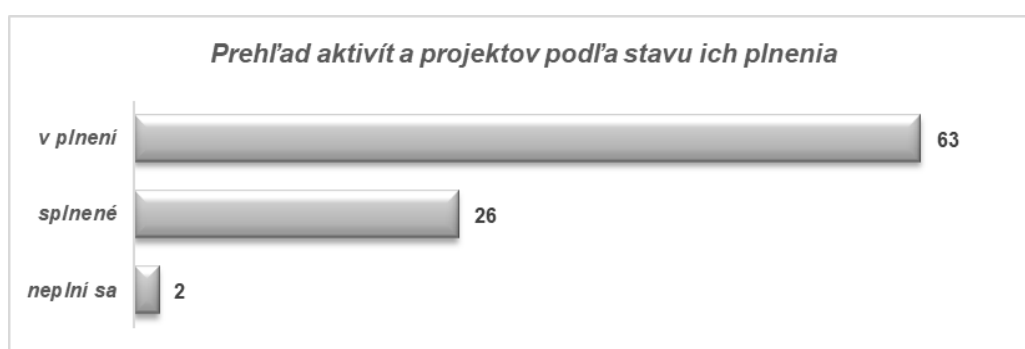 Prehľad aktivít a projektov podľa stavu ich plnenia
v plnení 63
splnené 26
neplní sa 2